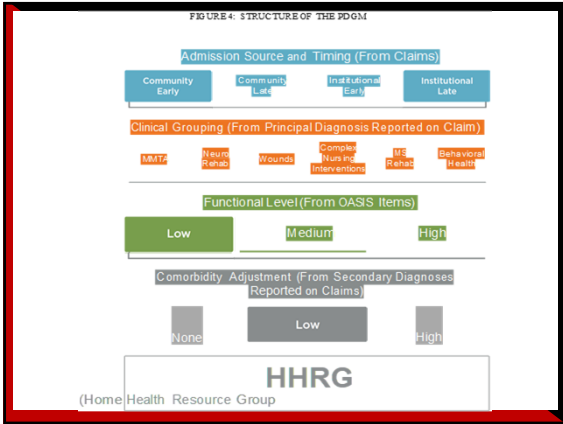 FIGURE 4: STRUCTURE OF THE PDGM
Admission Source and Timing (From Claims)
Community Early
Community Late
Institutional Early
Institutional Late
Clinical Grouping (From Principal Diagnosis Reported on Claim)
MMTA
Neuro Rehab
Wounds
Complex Nursing Interventions
MS Rehab
Behavioral Health
Functional Level (From OASIS Items)
Low
Medium
High
Comorbidity Adjustment (From Secondary Diagnoses
Reported on Claims)
None
Low
High
HHRG
(Home Health Resource Group